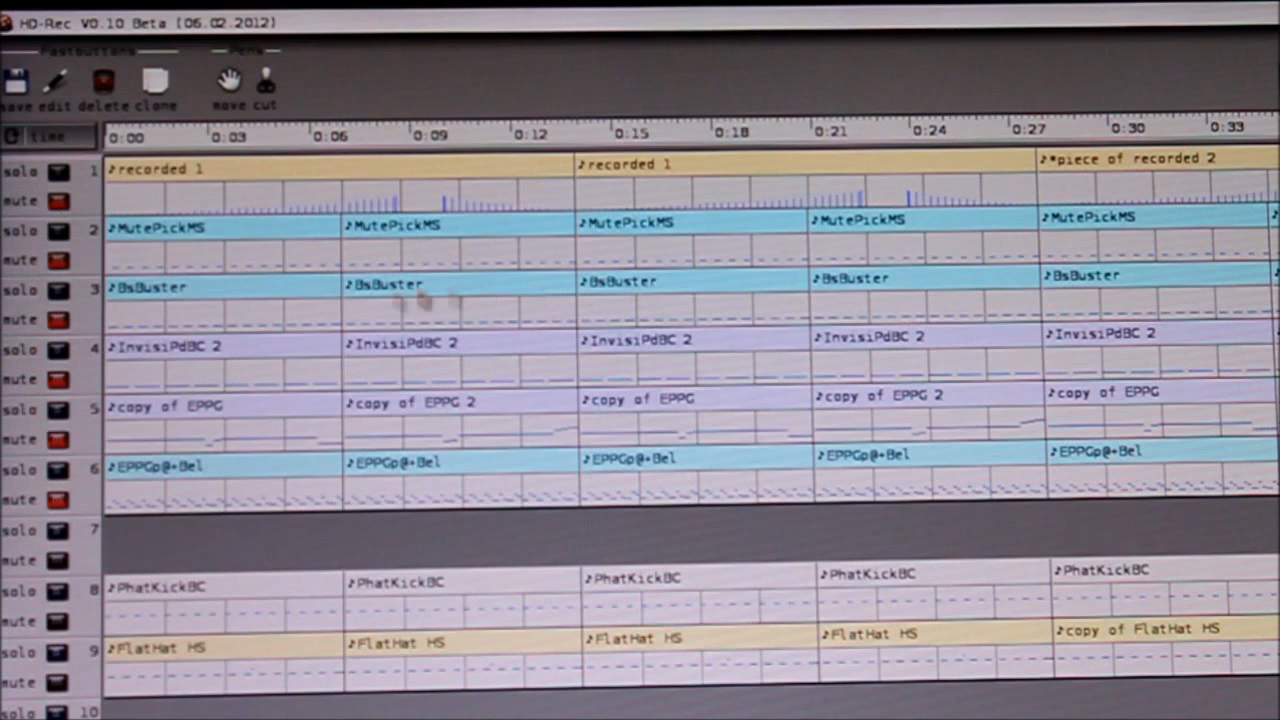 HD-Rec V0.10 Beta (06.02.2012)
Fastbuttons Pens
save edit delete clone move cut
time 0:00 0:03 0:06 0:09 0:12 0:15 0:18 0:21 0:24 0:27 0:30 0:33
solo 1 recorded 1 recorded 1 *piece of recorded 2
mute
solo 2 MutePickMS MutePickMS MutePickMS MutePickMS MutePickMS
mute
solo 3 BsBuster BsBuster BsBuster BsBuster BsBuster
mute
solo 4 InvisiPdBC 2 InvisiPdBC 2 InvisiPdBC 2 InvisiPdBC 2 InvisiPdBC 2
mute
solo 5 copy of EPPG copy of EPPG 2 copy of EPPG copy of EPPG 2 copy of EPPG
mute
solo 6 EPPGp@+Bel EPPGp@+Bel EPPGp@+Bel EPPGp@+Bel EPPGp@+Bel
mute
solo 7
mute
solo 8 PhatKickBC PhatKickBC PhatKickBC PhatKickBC PhatKickBC
mute
solo 9 FlatHat HS FlatHat HS FlatHat HS FlatHat HS copy of FlatHat HS
mute
solo 10